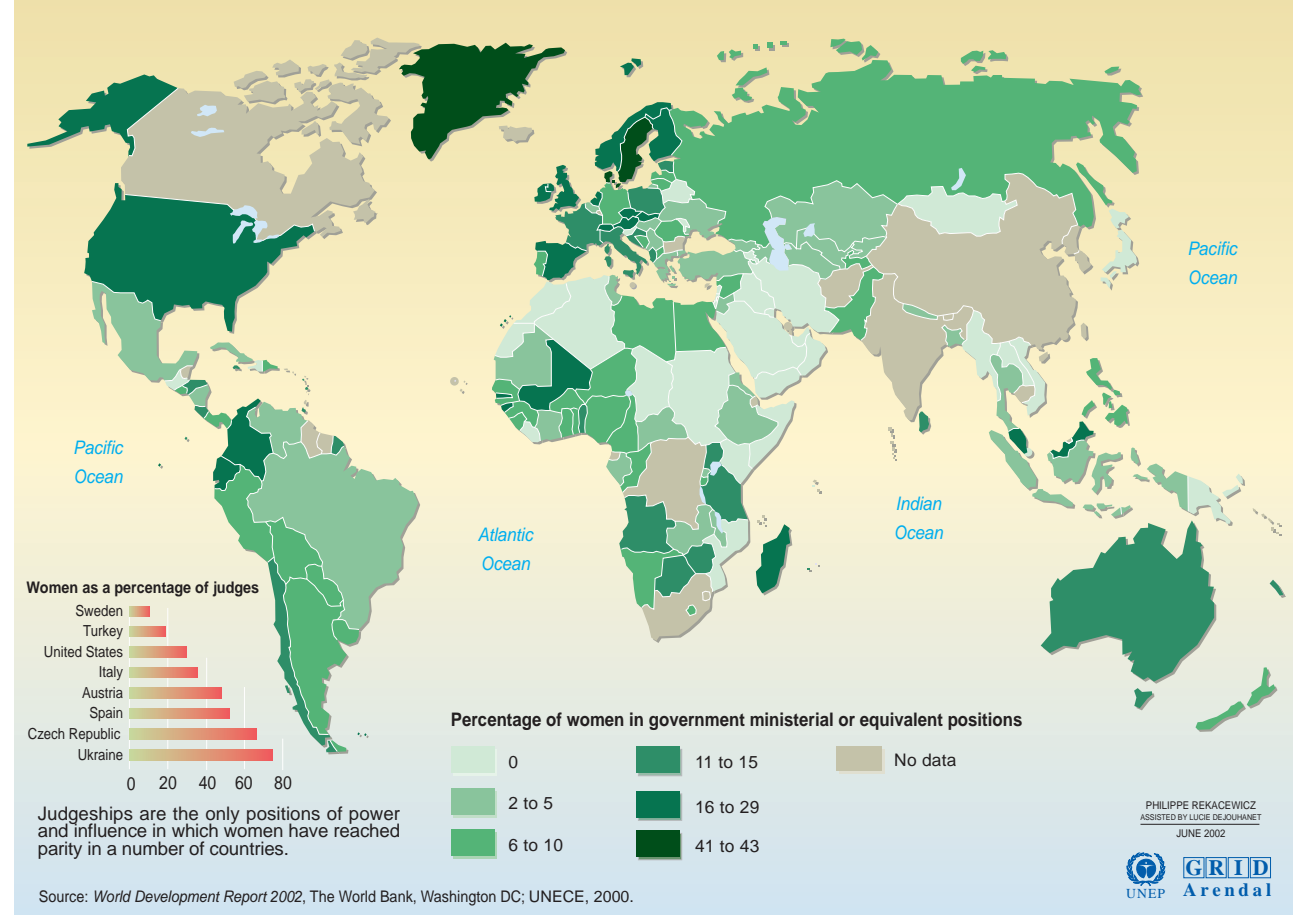 Pacific
Ocean
Pacific
Ocean
Atlantic
Ocean
Indian
Ocean
Women as a percentage of judges
Sweden
Turkey
United States
Italy
Austria
Spain
Czech Republic
Ukraine
0 20 40 60 80
Judgeships are the only positions of power
and influence in which women have reached
parity in a number of countries.
Percentage of women in government ministerial or equivalent positions
0
2 to 5
6 to 10
11 to 15
16 to 29
41 to 43
No data
PHILIPPE REKACEWICZ
ASSISTED BY LUCIE DEJOUHANET
JUNE 2002
UNEP
GRID
Arendal
Source: World Development Report 2002, The World Bank, Washington DC; UNECE, 2000.